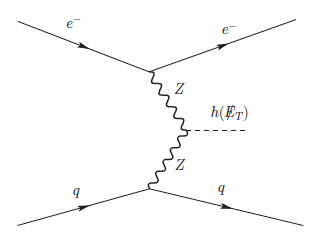 e⁻ e⁻
Z
h(E̸_T)
Z
q q